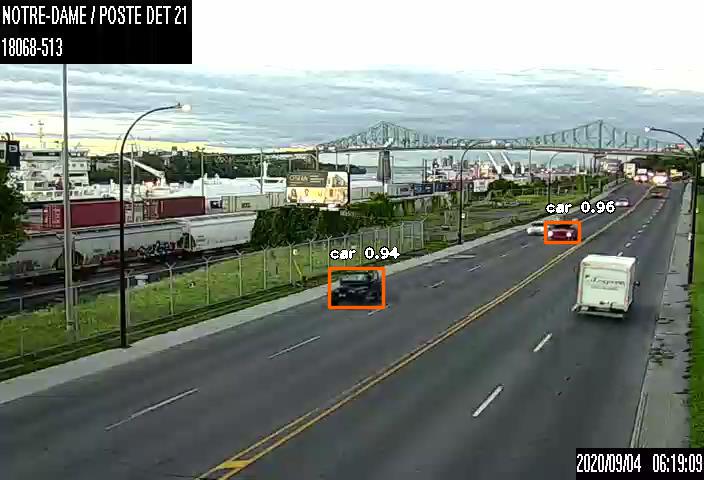 NOTRE-DAME / POSTE DET 21
18068-513
car 0.96
car 0.94
2020/09/04 06:19:09